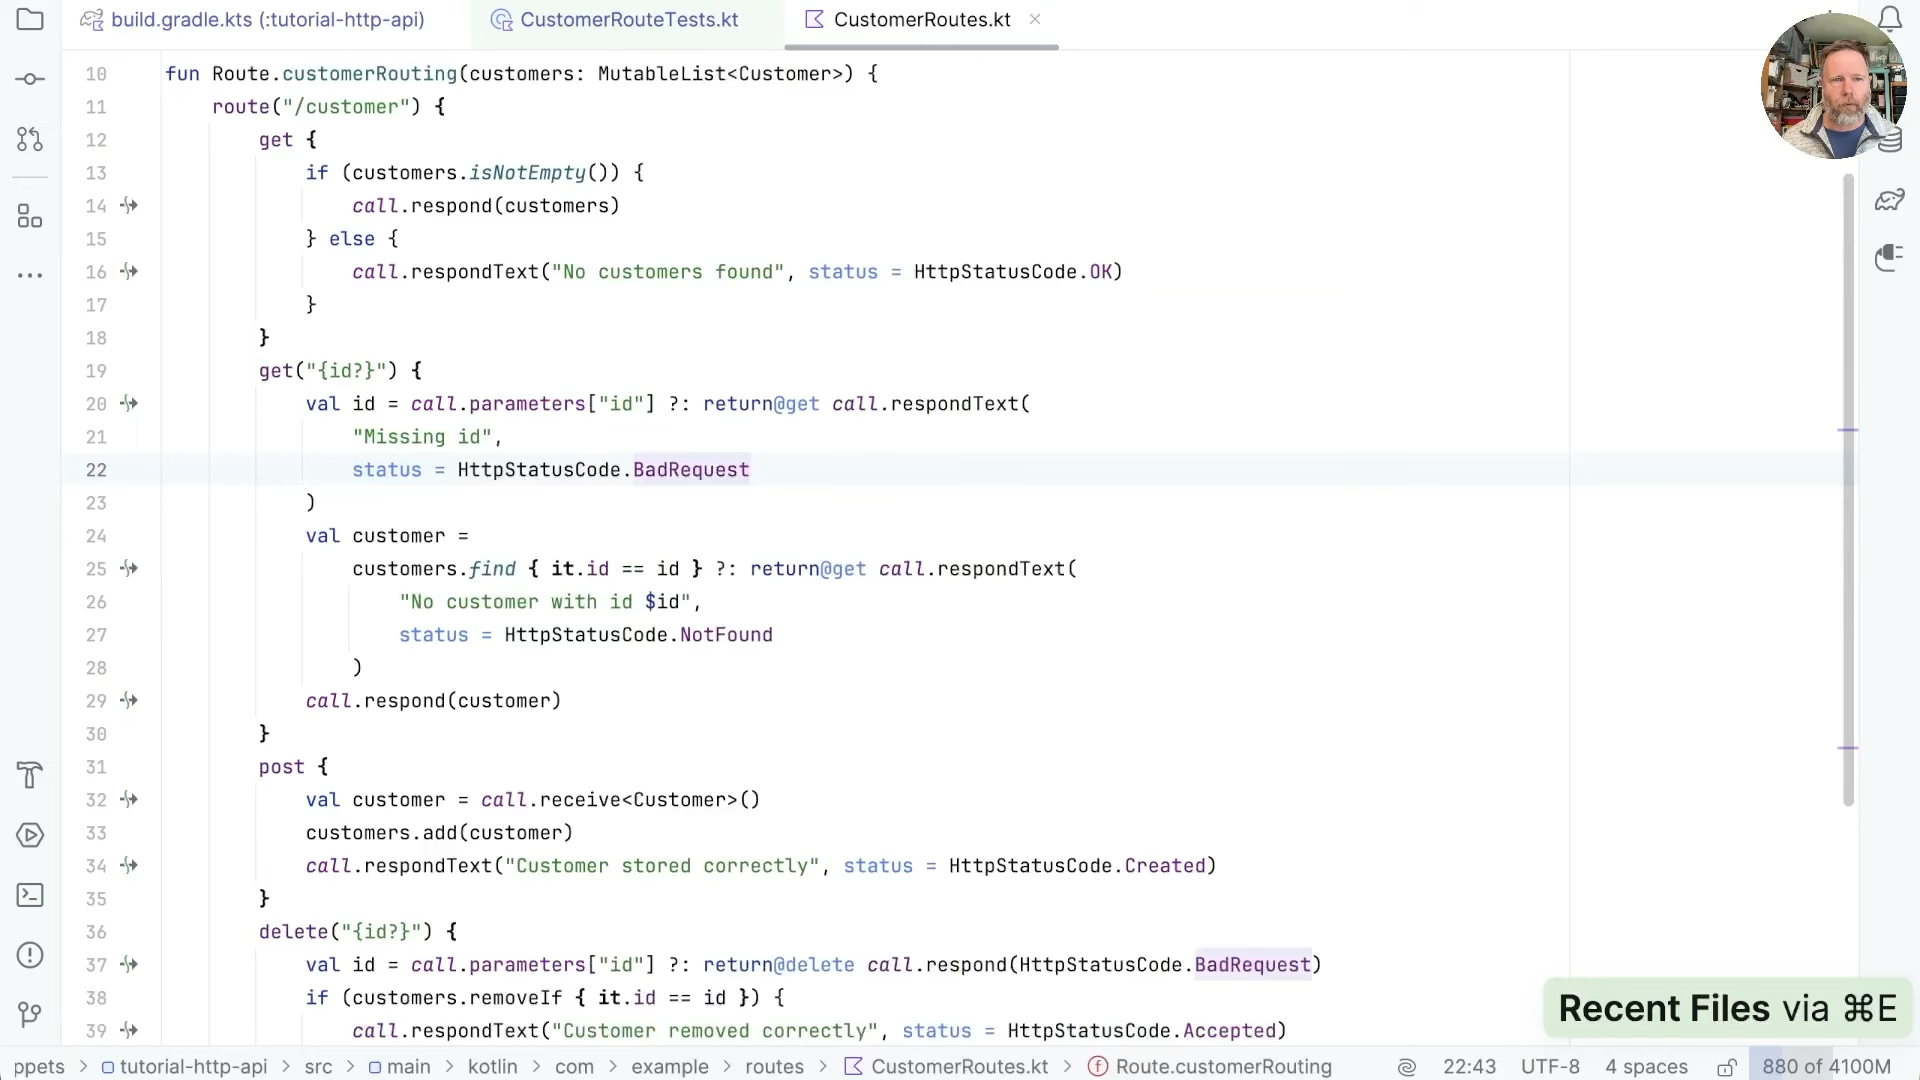 build.gradle.kts (:tutorial-http-api) CustomerRouteTests.kt CustomerRoutes.kt
10 fun Route.customerRouting(customers: MutableList<Customer>) {
11 route("/customer") {
12 get {
13 if (customers.isNotEmpty()) {
14 call.respond(customers)
15 } else {
16 call.respondText("No customers found", status = HttpStatusCode.OK)
17 }
18 }
19 get("{id?}") {
20 val id = call.parameters["id"] ?: return@get call.respondText(
21 "Missing id",
22 status = HttpStatusCode.BadRequest
23 )
24 val customer =
25 customers.find { it.id == id } ?: return@get call.respondText(
26 "No customer with id $id",
27 status = HttpStatusCode.NotFound
28 )
29 call.respond(customer)
30 }
31 post {
32 val customer = call.receive<Customer>()
33 customers.add(customer)
34 call.respondText("Customer stored correctly", status = HttpStatusCode.Created)
35 }
36 delete("{id?}") {
37 val id = call.parameters["id"] ?: return@delete call.respond(HttpStatusCode.BadRequest)
38 if (customers.removeIf { it.id == id }) {
39 call.respondText("Customer removed correctly", status = HttpStatusCode.Accepted)
Recent Files via ⌘E
ppets > tutorial-http-api > src > main > kotlin > com > example > routes > CustomerRoutes.kt > Route.customerRouting 22:43 UTF-8 4 spaces 880 of 4100M